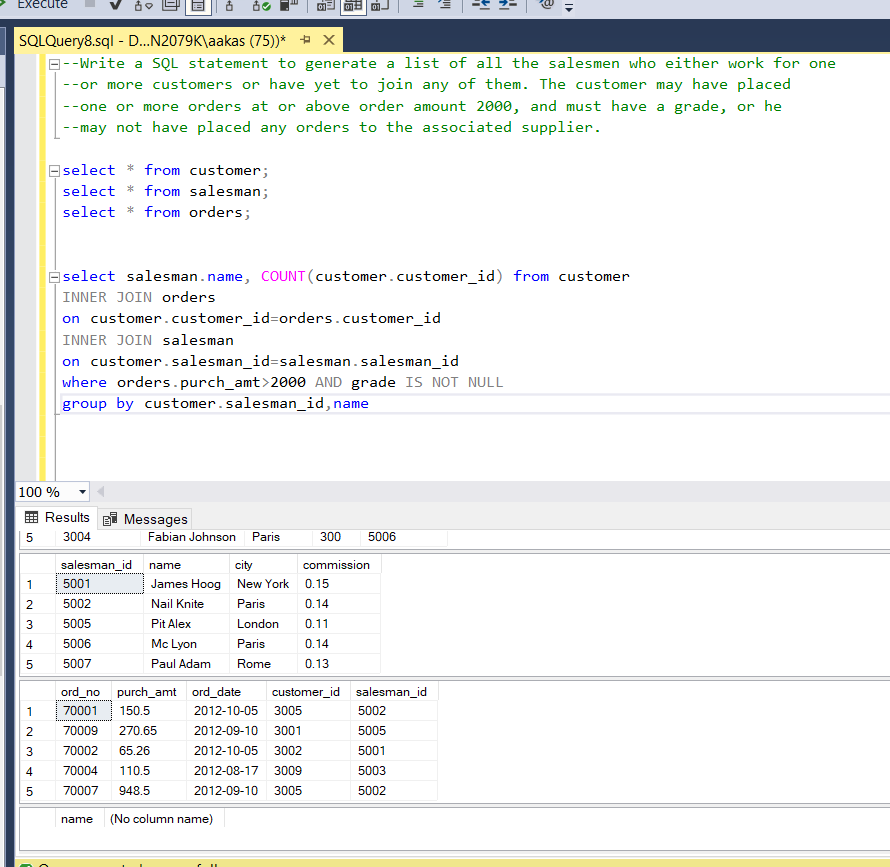 Execute
SQLQuery8.sql - D...N2079K\aakas (75))*
--Write a SQL statement to generate a list of all the salesmen who either work for one
--or more customers or have yet to join any of them. The customer may have placed
--one or more orders at or above order amount 2000, and must have a grade, or he
--may not have placed any orders to the associated supplier.
select * from customer;
select * from salesman;
select * from orders;
select salesman.name, COUNT(customer.customer_id) from customer
INNER JOIN orders
on customer.customer_id=orders.customer_id
INNER JOIN salesman
on customer.salesman_id=salesman.salesman_id
where orders.purch_amt>2000 AND grade IS NOT NULL
group by customer.salesman_id,name
100 %
Results Messages
5 3004 Fabian Johnson Paris 300 5006
salesman_id name city commission
1 5001 James Hoog New York 0.15
2 5002 Nail Knite Paris 0.14
3 5005 Pit Alex London 0.11
4 5006 Mc Lyon Paris 0.14
5 5007 Paul Adam Rome 0.13
ord_no purch_amt ord_date customer_id salesman_id
1 70001 150.5 2012-10-05 3005 5002
2 70009 270.65 2012-09-10 3001 5005
3 70002 65.26 2012-10-05 3002 5001
4 70004 110.5 2012-08-17 3009 5003
5 70007 948.5 2012-09-10 3005 5002
name (No column name)